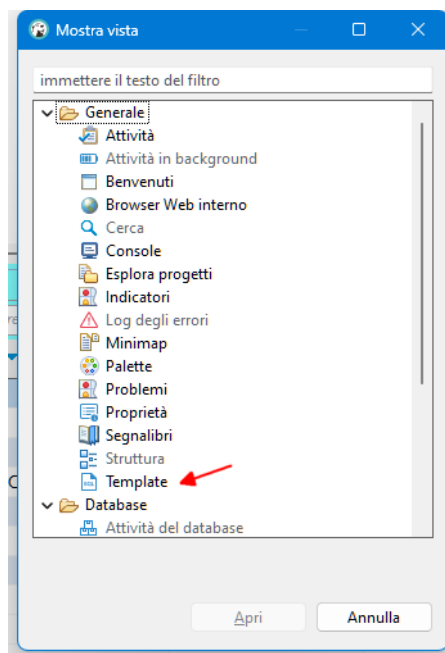 Mostra vista
immettere il testo del filtro
Generale
Attività
Attività in background
Benvenuti
Browser Web interno
Cerca
Console
Esplora progetti
Indicatori
Log degli errori
Minimap
Palette
Problemi
Proprietà
Segnalibri
Struttura
Template
Database
Attività del database
Apri
Annulla